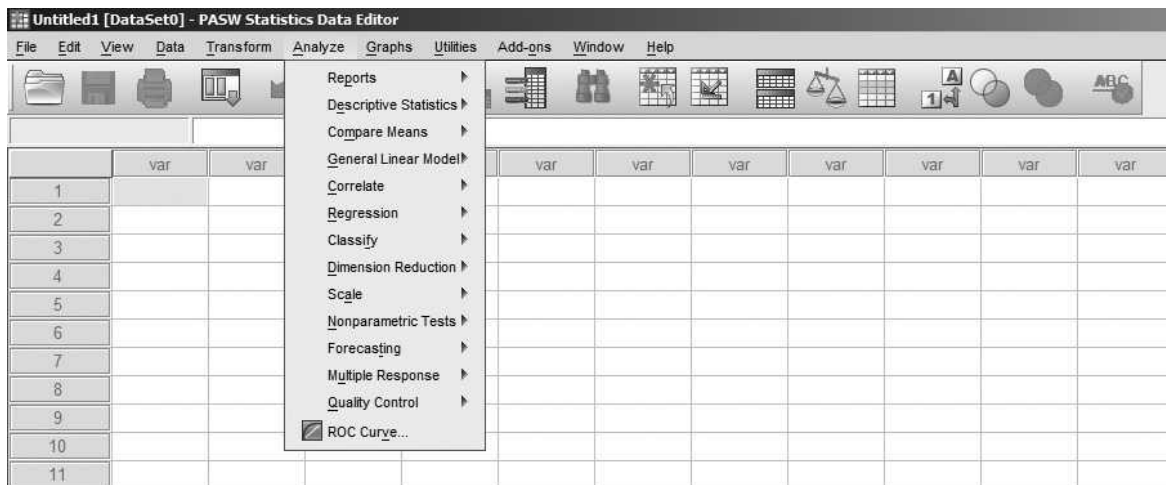 Untitled1 [DataSet0] - PASW Statistics Data Editor
File Edit View Data Transform Analyze Graphs Utilities Add-ons Window Help
A
1
ABC
Reports
Descriptive Statistics
Compare Means
General Linear Model
Correlate
Regression
Classify
Dimension Reduction
Scale
Nonparametric Tests
Forecasting
Multiple Response
Quality Control
ROC Curve...
var var var var var var var var var
1
2
3
4
5
6
7
8
9
10
11